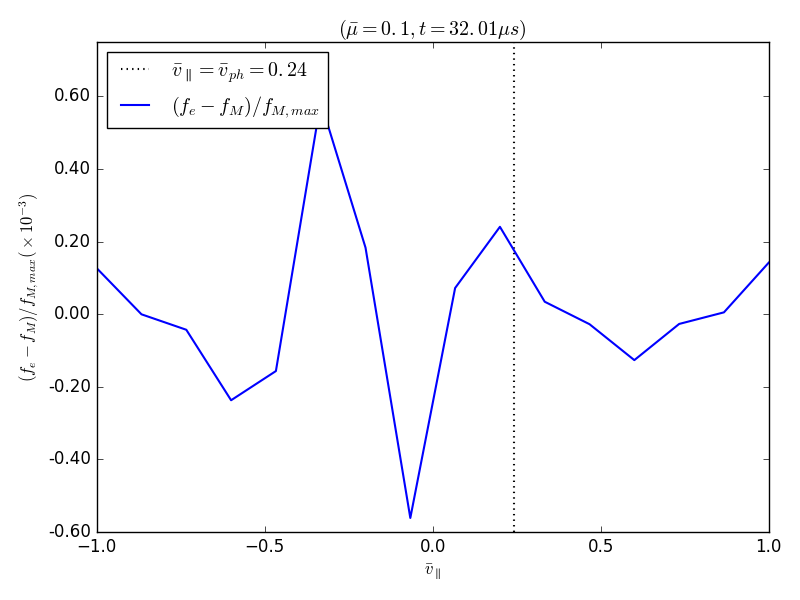 (μ̄ = 0.1, t = 32.01μs)
v̄∥ = v̄ph = 0.24
(fe − fM)/fM,max
(fe − fM)/fM,max(×10⁻³)
0.60
0.40
0.20
0.00
-0.20
-0.40
-0.60
−1.0 −0.5 0.0 0.5 1.0
v̄∥